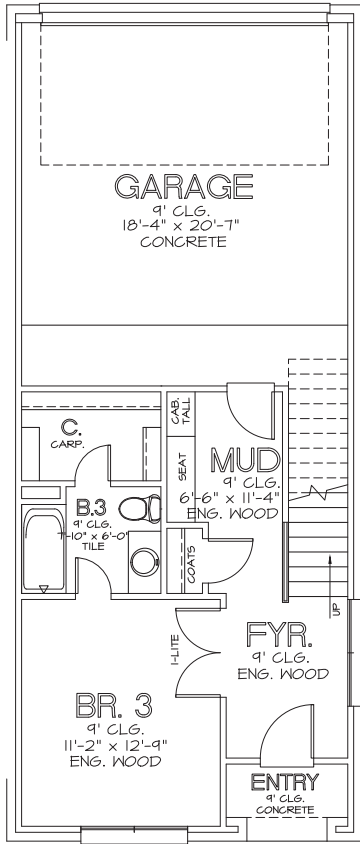 GARAGE
9' CLG.
18'-4" x 20'-7"
CONCRETE
C.
CARP.
CAB.
TALL
SEAT
MUD
9' CLG.
6'-6" x 11'-4"
ENG. WOOD
B.3
9' CLG.
7'-10" x 6'-0"
TILE
COATS
UP
1-LITE
FYR.
9' CLG.
ENG. WOOD
BR. 3
9' CLG.
11'-2" x 12'-9"
ENG. WOOD
ENTRY
9' CLG.
CONCRETE